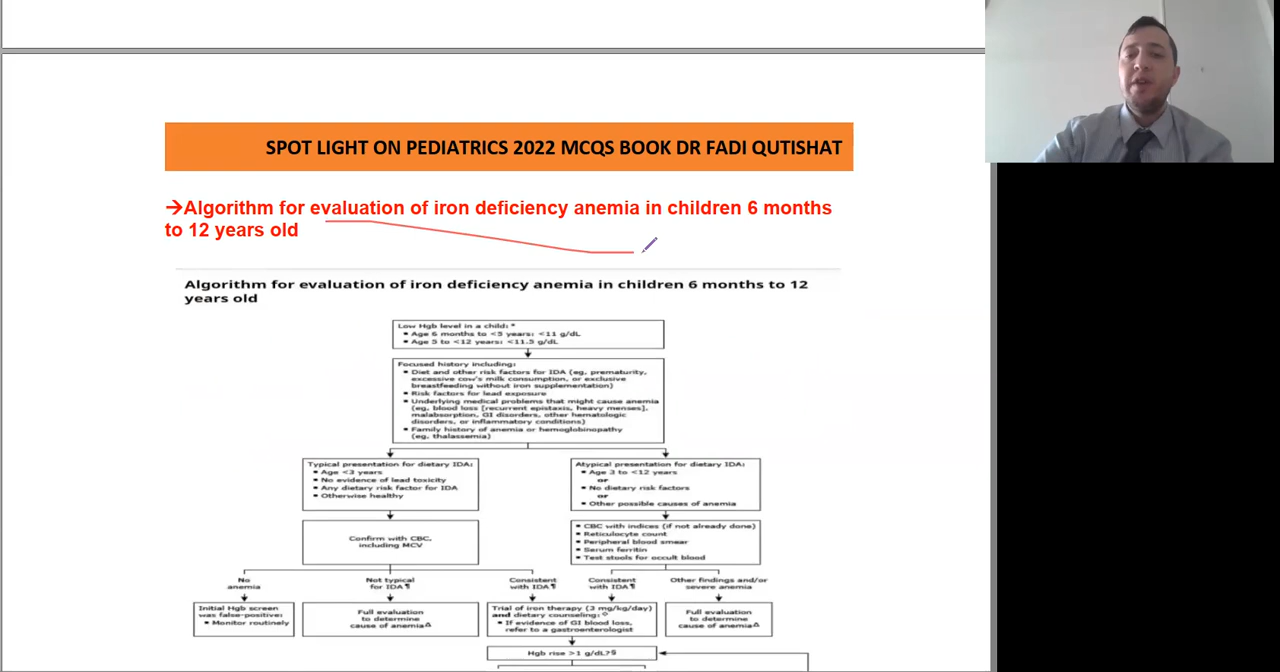 SPOT LIGHT ON PEDIATRICS 2022 MCQS BOOK DR FADI QUTISHAT
→Algorithm for evaluation of iron deficiency anemia in children 6 months
to 12 years old
Algorithm for evaluation of iron deficiency anemia in children 6 months to 12
years old
Low Hgb level in a child:*
• Age 6 months to <5 years: <11 g/dL
• Age 5 to <12 years: <11.5 g/dL
Focused history including:
• Diet and other risk factors for IDA (eg, prematurity,
excessive cow's milk consumption, or exclusive
breastfeeding without iron supplementation)
• Risk factors for lead exposure
• Underlying medical problems that might cause anemia
(eg, blood loss [recurrent epistaxis, heavy menses],
malabsorption, GI disorders, other hematologic
disorders, or inflammatory conditions)
• Family history of anemia or hemoglobinopathy
(eg, thalassemia)
Typical presentation for dietary IDA:
• Age <3 years
• No evidence of lead toxicity
• Any dietary risk factor for IDA
• Otherwise healthy
Atypical presentation for dietary IDA:
• Age 3 to <12 years
or
• No dietary risk factors
or
• Other possible causes of anemia
Confirm with CBC,
including MCV
• CBC with indices (if not already done)
• Reticulocyte count
• Peripheral blood smear
• Serum ferritin
• Test stools for occult blood
No
anemia
Not typical
for IDA¶
Consistent
with IDA¶
Consistent
with IDA¶
Other findings and/or
severe anemia
Initial Hgb screen
was false-positive:
• Monitor routinely
Full evaluation
to determine
cause of anemiaΔ
Trial of iron therapy (3 mg/kg/day)
and dietary counseling:◊
• If evidence of GI blood loss,
refer to a gastroenterologist
Full evaluation
to determine
cause of anemiaΔ
Hgb rise >1 g/dL?§